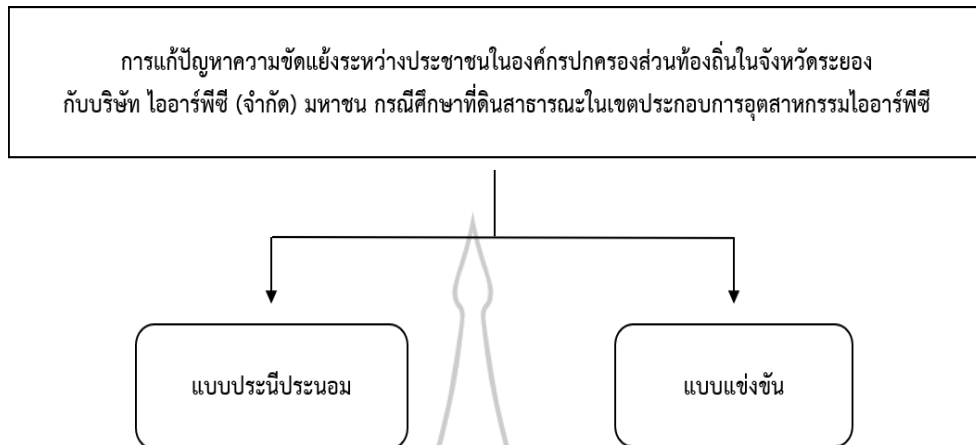 การแก้ปัญหาความขัดแย้งระหว่างประชาชนในองค์กรปกครองส่วนท้องถิ่นในจังหวัดระยอง
กับบริษัท ไออาร์พีซี (จำกัด) มหาชน กรณีศึกษาที่ดินสาธารณะในเขตประกอบการอุตสาหกรรมไออาร์พีซี
แบบประนีประนอม
แบบแข่งขัน